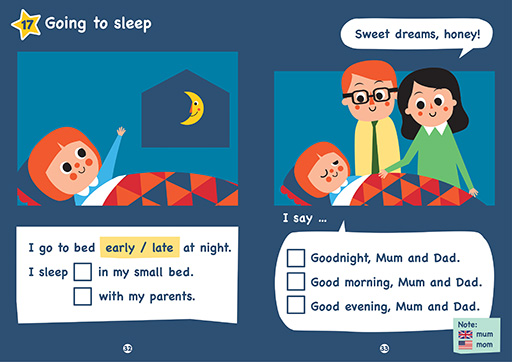 17 Going to sleep
I go to bed early / late at night.
I sleep in my small bed.
with my parents.
32
Sweet dreams, honey!
I say ...
Goodnight, Mum and Dad.
Good morning, Mum and Dad.
Good evening, Mum and Dad.
Note:
mum
mom
33